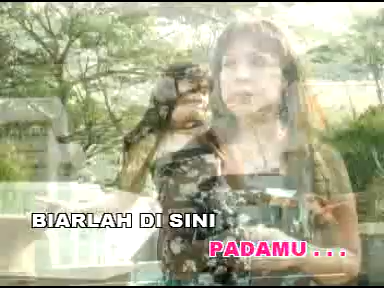 BIARLAH DI SINI
PADAMU . . .